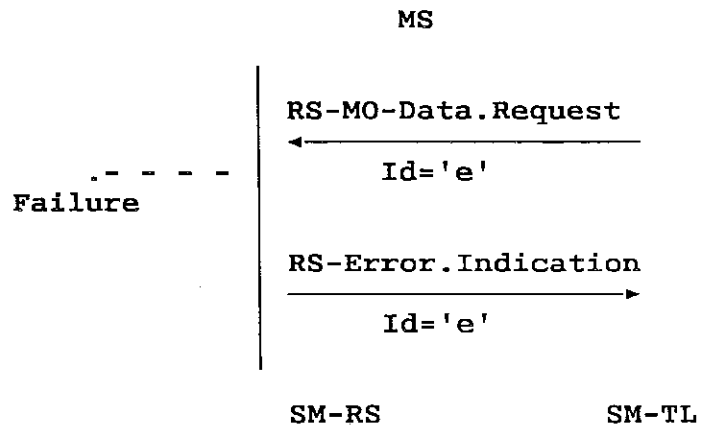 MS
RS-MO-Data.Request
Id='e'
Failure
RS-Error.Indication
Id='e'
SM-RS SM-TL